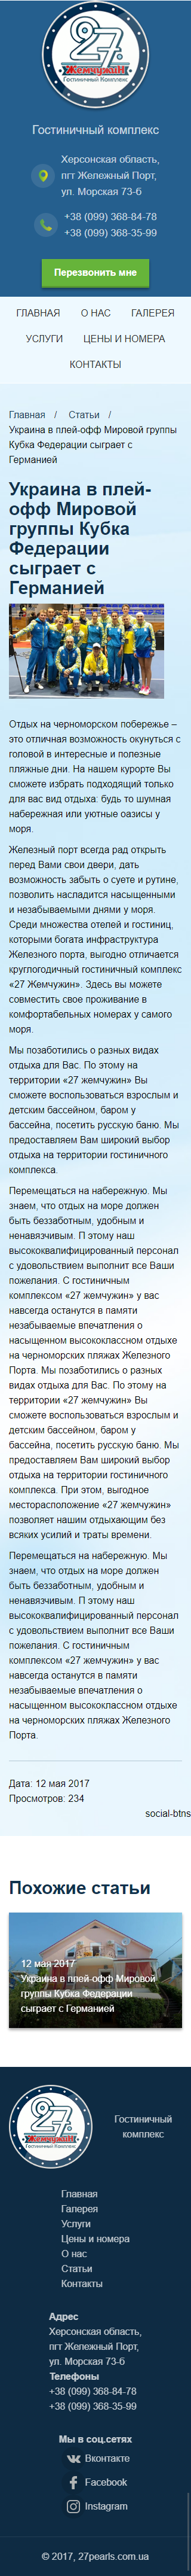 27
Жемчужин
Гостиничный Комплекс
Гостиничный комплекс
Херсонская область,
пгт Жележный Порт,
ул. Морская 73-б
+38 (099) 368-84-78
+38 (099) 368-35-99
Перезвонить мне
ГЛАВНАЯ О НАС ГАЛЕРЕЯ
УСЛУГИ ЦЕНЫ И НОМЕРА
КОНТАКТЫ
Главная / Статьи /
Украина в плей-офф Мировой группы
Кубка Федерации сыграет с
Германией
Украина в плей-
офф Мировой
группы Кубка
Федерации
сыграет с
Германией
Отдых на черноморском побережье –
это отличная возможность окунуться с
головой в интересные и полезные
пляжные дни. На нашем курорте Вы
сможете избрать подходящий только
для вас вид отдыха: будь то шумная
набережная или уютные оазисы у
моря.
Железный порт всегда рад открыть
перед Вами свои двери, дать
возможность забыть о суете и рутине,
позволить насладится насыщенными
и незабываемыми днями у моря.
Среди множества отелей и гостиниц,
которыми богата инфраструктура
Железного порта, выгодно отличается
круглогодичный гостиничный комплекс
«27 Жемчужин». Здесь вы можете
совместить свое проживание в
комфортабельных номерах у самого
моря.
Мы позаботились о разных видах
отдыха для Вас. По этому на
территории «27 жемчужин» Вы
сможете воспользоваться взрослым и
детским бассейном, баром у
бассейна, посетить русскую баню. Мы
предоставляем Вам широкий выбор
отдыха на территории гостиничного
комплекса.
Перемещаться на набережную. Мы
знаем, что отдых на море должен
быть беззаботным, удобным и
ненавязчивым. П этому наш
высококвалифицированный персонал
с удовольствием выполнит все Ваши
пожелания. С гостиничным
комплексом «27 жемчужин» у вас
навсегда останутся в памяти
незабываемые впечатления о
насыщенном высококлассном отдыхе
на черноморских пляжах Железного
Порта. Мы позаботились о разных
видах отдыха для Вас. По этому на
территории «27 жемчужин» Вы
сможете воспользоваться взрослым и
детским бассейном, баром у
бассейна, посетить русскую баню. Мы
предоставляем Вам широкий выбор
отдыха на территории гостиничного
комплекса. При этом, выгодное
месторасположение «27 жемчужин»
позволяет нашим отдыхающим без
всяких усилий и траты времени.
Перемещаться на набережную. Мы
знаем, что отдых на море должен
быть беззаботным, удобным и
ненавязчивым. П этому наш
высококвалифицированный персонал
с удовольствием выполнит все Ваши
пожелания. С гостиничным
комплексом «27 жемчужин» у вас
навсегда останутся в памяти
незабываемые впечатления о
насыщенном высококлассном отдыхе
на черноморских пляжах Железного
Порта.
Дата: 12 мая 2017
Просмотров: 234
social-btns
Похожие статьи
12 мая 2017
Украина в плей-офф Мировой
группы Кубка Федерации
сыграет с Германией
27
Жемчужин
Гостиничный Комплекс
Гостиничный
комплекс
Главная
Галерея
Услуги
Цены и номера
О нас
Статьи
Контакты
Адрес
Херсонская область,
пгт Жележный Порт,
ул. Морская 73-б
Телефоны
+38 (099) 368-84-78
+38 (099) 368-35-99
Мы в соц.сетях
Вконтакте
Facebook
Instagram
© 2017, 27pearls.com.ua